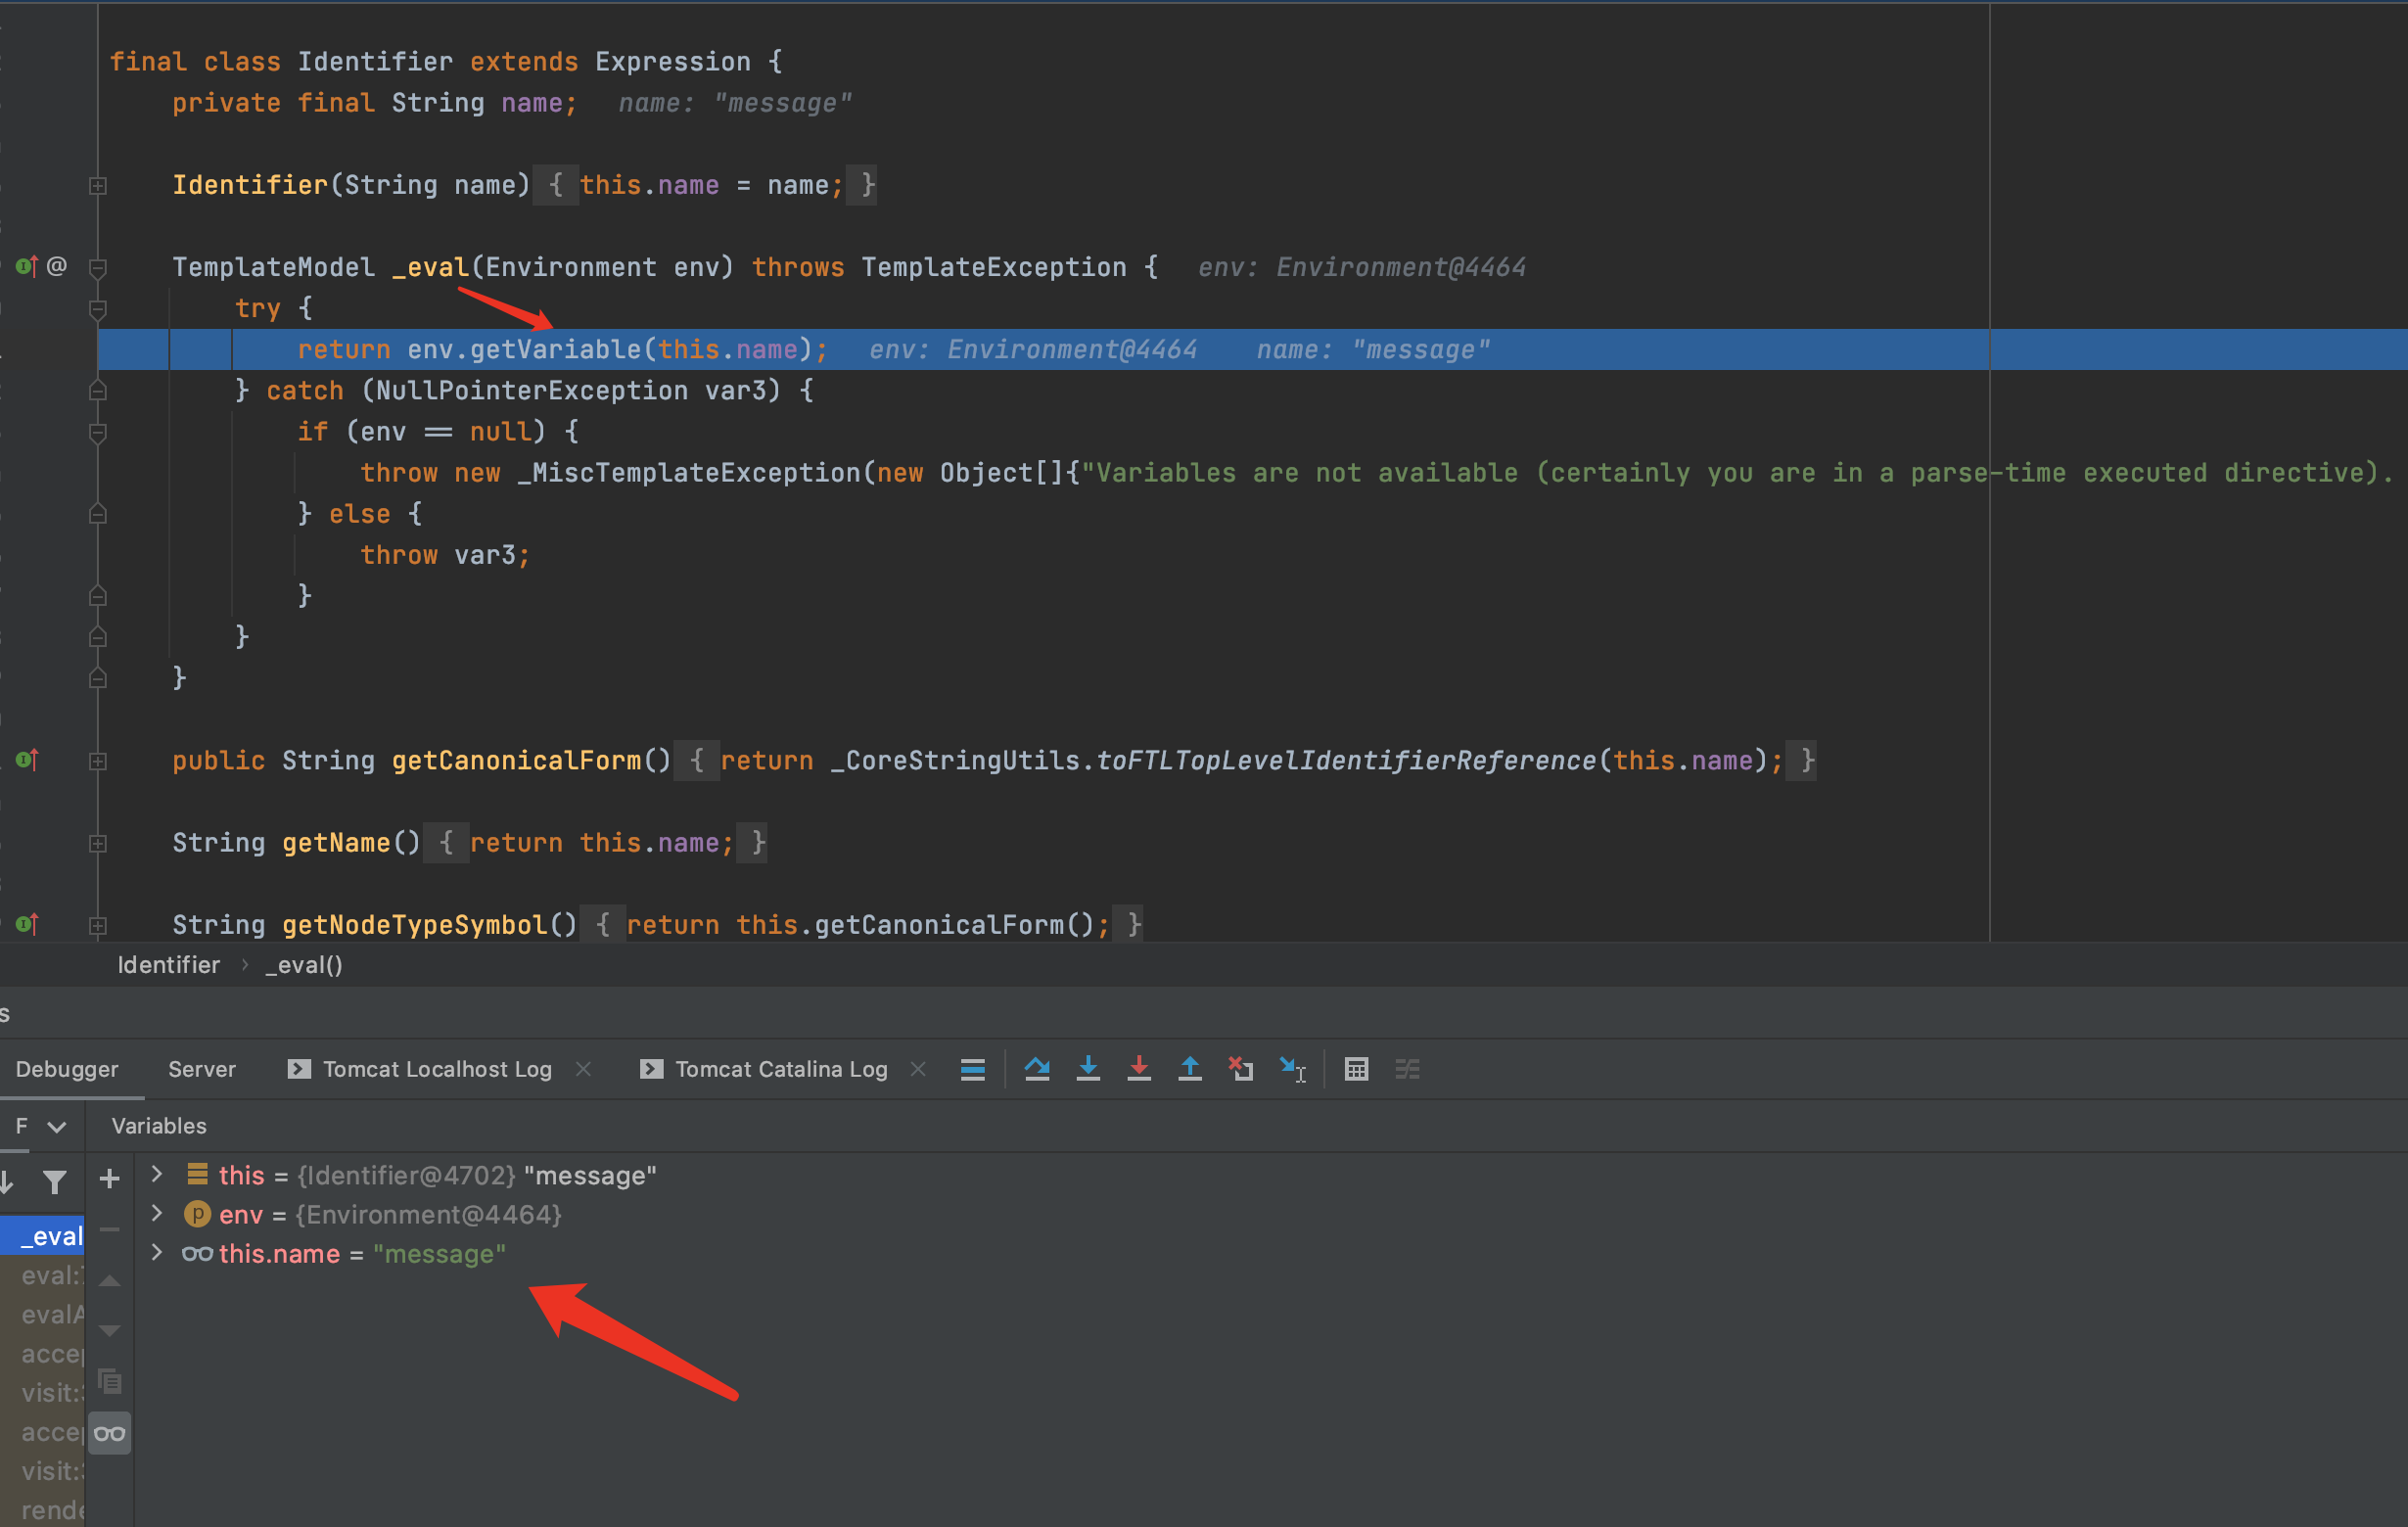 final class Identifier extends Expression {
private final String name;   name: "message"
Identifier(String name) { this.name = name; }
@
TemplateModel _eval(Environment env) throws TemplateException {   env: Environment@4464
try {
return env.getVariable(this.name);   env: Environment@4464   name: "message"
} catch (NullPointerException var3) {
if (env == null) {
throw new _MiscTemplateException(new Object[]{"Variables are not available (certainly you are in a parse-time executed directive).
} else {
throw var3;
}
}
}
public String getCanonicalForm() { return _CoreStringUtils.toFTLTopLevelIdentifierReference(this.name); }
String getName() { return this.name; }
String getNodeTypeSymbol() { return this.getCanonicalForm(); }
Identifier › _eval()
s
Debugger   Server   Tomcat Localhost Log   Tomcat Catalina Log
F   Variables
this = {Identifier@4702} "message"
p env = {Environment@4464}
this.name = "message"
_eval
eval:
evalA
accep
visit:
accep
visit:
rende